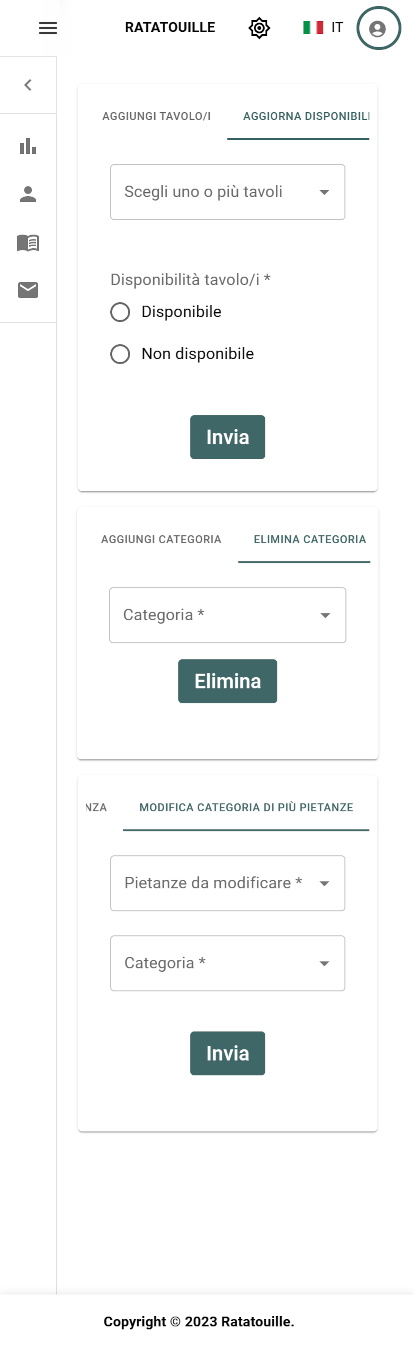 RATATOUILLE
IT
AGGIUNGI TAVOLO/I
AGGIORNA DISPONIBILI
Scegli uno o più tavoli
Disponibilità tavolo/i *
Disponibile
Non disponibile
Invia
AGGIUNGI CATEGORIA
ELIMINA CATEGORIA
Categoria *
Elimina
NZA
MODIFICA CATEGORIA DI PIÙ PIETANZE
Pietanze da modificare *
Categoria *
Invia
Copyright © 2023 Ratatouille.